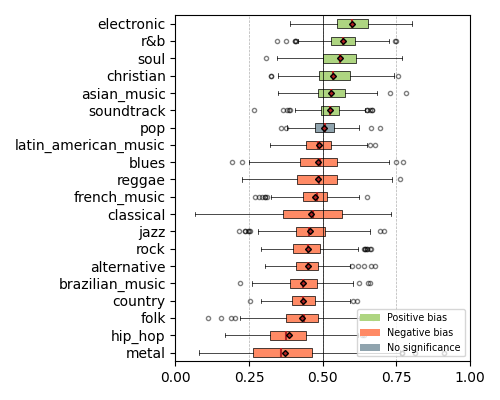 electronic
r&b
soul
christian
asian_music
soundtrack
pop
latin_american_music
blues
reggae
french_music
classical
jazz
rock
alternative
brazilian_music
country
folk
hip_hop
metal
Positive bias
Negative bias
No significance
0.00 0.25 0.50 0.75 1.00